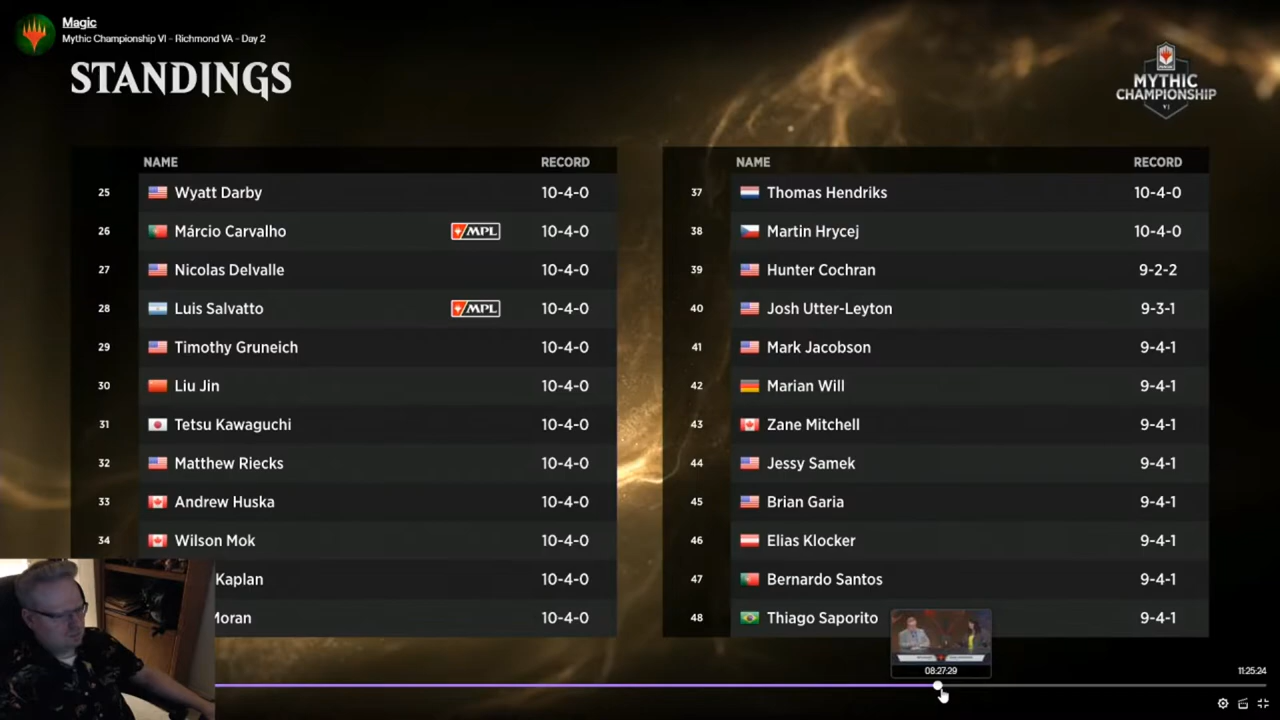 Magic
Mythic Championship VI - Richmond VA - Day 2
STANDINGS
MYTHIC
CHAMPIONSHIP
VI
NAME RECORD
25 Wyatt Darby 10-4-0
26 Márcio Carvalho MPL 10-4-0
27 Nicolas Delvalle 10-4-0
28 Luis Salvatto MPL 10-4-0
29 Timothy Gruneich 10-4-0
30 Liu Jin 10-4-0
31 Tetsu Kawaguchi 10-4-0
32 Matthew Riecks 10-4-0
33 Andrew Huska 10-4-0
34 Wilson Mok 10-4-0
Kaplan 10-4-0
Moran 10-4-0
NAME RECORD
37 Thomas Hendriks 10-4-0
38 Martin Hrycej 10-4-0
39 Hunter Cochran 9-2-2
40 Josh Utter-Leyton 9-3-1
41 Mark Jacobson 9-4-1
42 Marian Will 9-4-1
43 Zane Mitchell 9-4-1
44 Jessy Samek 9-4-1
45 Brian Garia 9-4-1
46 Elias Klocker 9-4-1
47 Bernardo Santos 9-4-1
48 Thiago Saporito 9-4-1
08:27:29
11:25:24